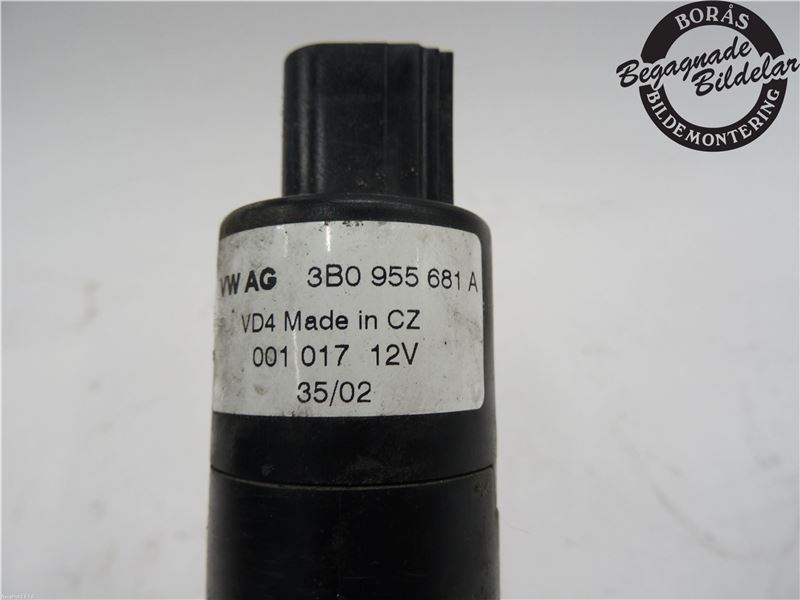 BORÅS
Begagnade
Bildelar
BILDEMONTERING
VW AG 3B0 955 681 A
VD4 Made in CZ
001 017 12V
35/02